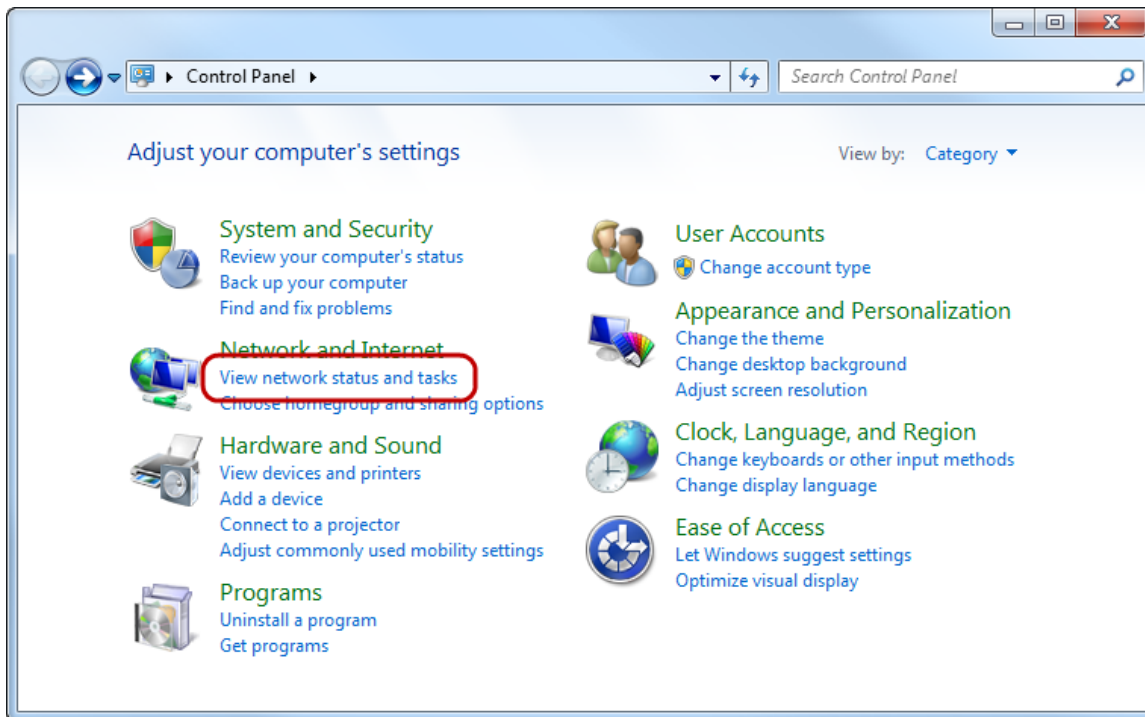 Control Panel
Search Control Panel
Adjust your computer's settings
View by: Category
System and Security
Review your computer's status
Back up your computer
Find and fix problems
Network and Internet
View network status and tasks
Choose homegroup and sharing options
Hardware and Sound
View devices and printers
Add a device
Connect to a projector
Adjust commonly used mobility settings
Programs
Uninstall a program
Get programs
User Accounts
Change account type
Appearance and Personalization
Change the theme
Change desktop background
Adjust screen resolution
Clock, Language, and Region
Change keyboards or other input methods
Change display language
Ease of Access
Let Windows suggest settings
Optimize visual display